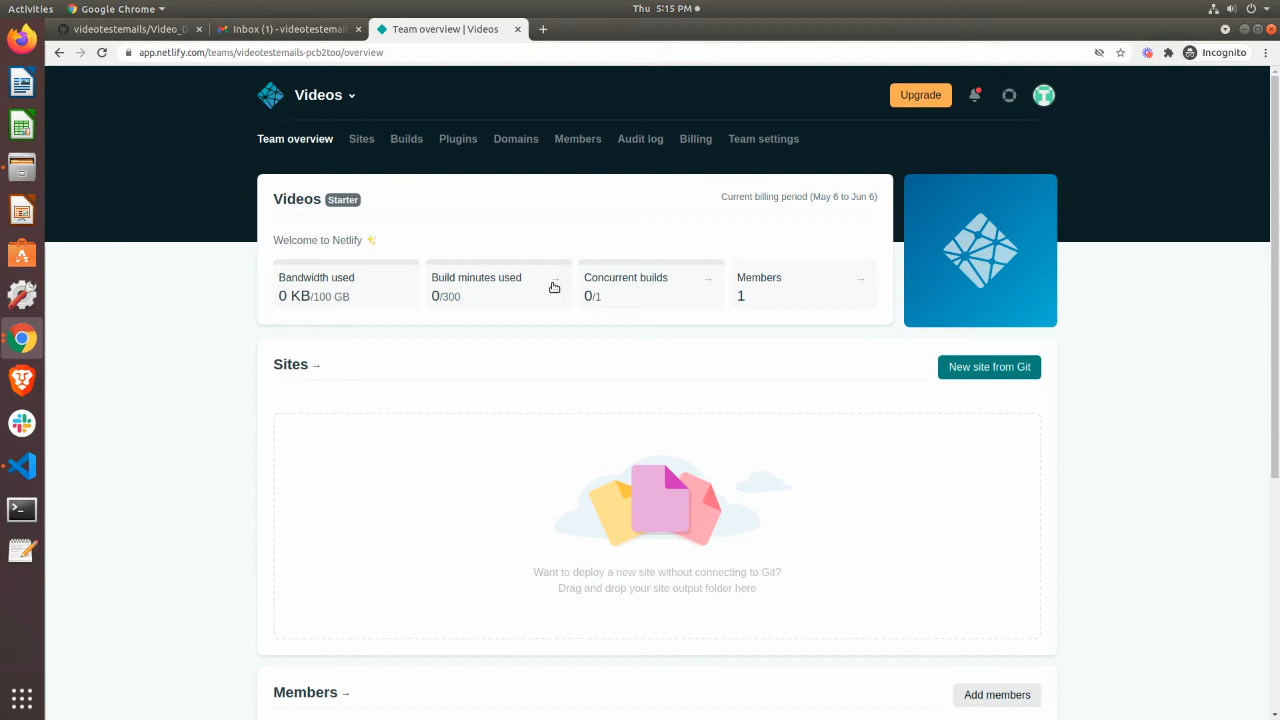 Activities
Google Chrome
Thu 5:15 PM
videotestemails/Video_D
Inbox (1) - videotestemail
Team overview | Videos
app.netlify.com/teams/videotestemails-pcb2too/overview
Incognito
Videos
Upgrade
Team overview
Sites
Builds
Plugins
Domains
Members
Audit log
Billing
Team settings
Videos Starter
Current billing period (May 6 to Jun 6)
Welcome to Netlify ✨
Bandwidth used
0 KB/100 GB
Build minutes used →
0/300
Concurrent builds →
0/1
Members →
1
Sites →
New site from Git
Want to deploy a new site without connecting to Git?
Drag and drop your site output folder here
Members →
Add members